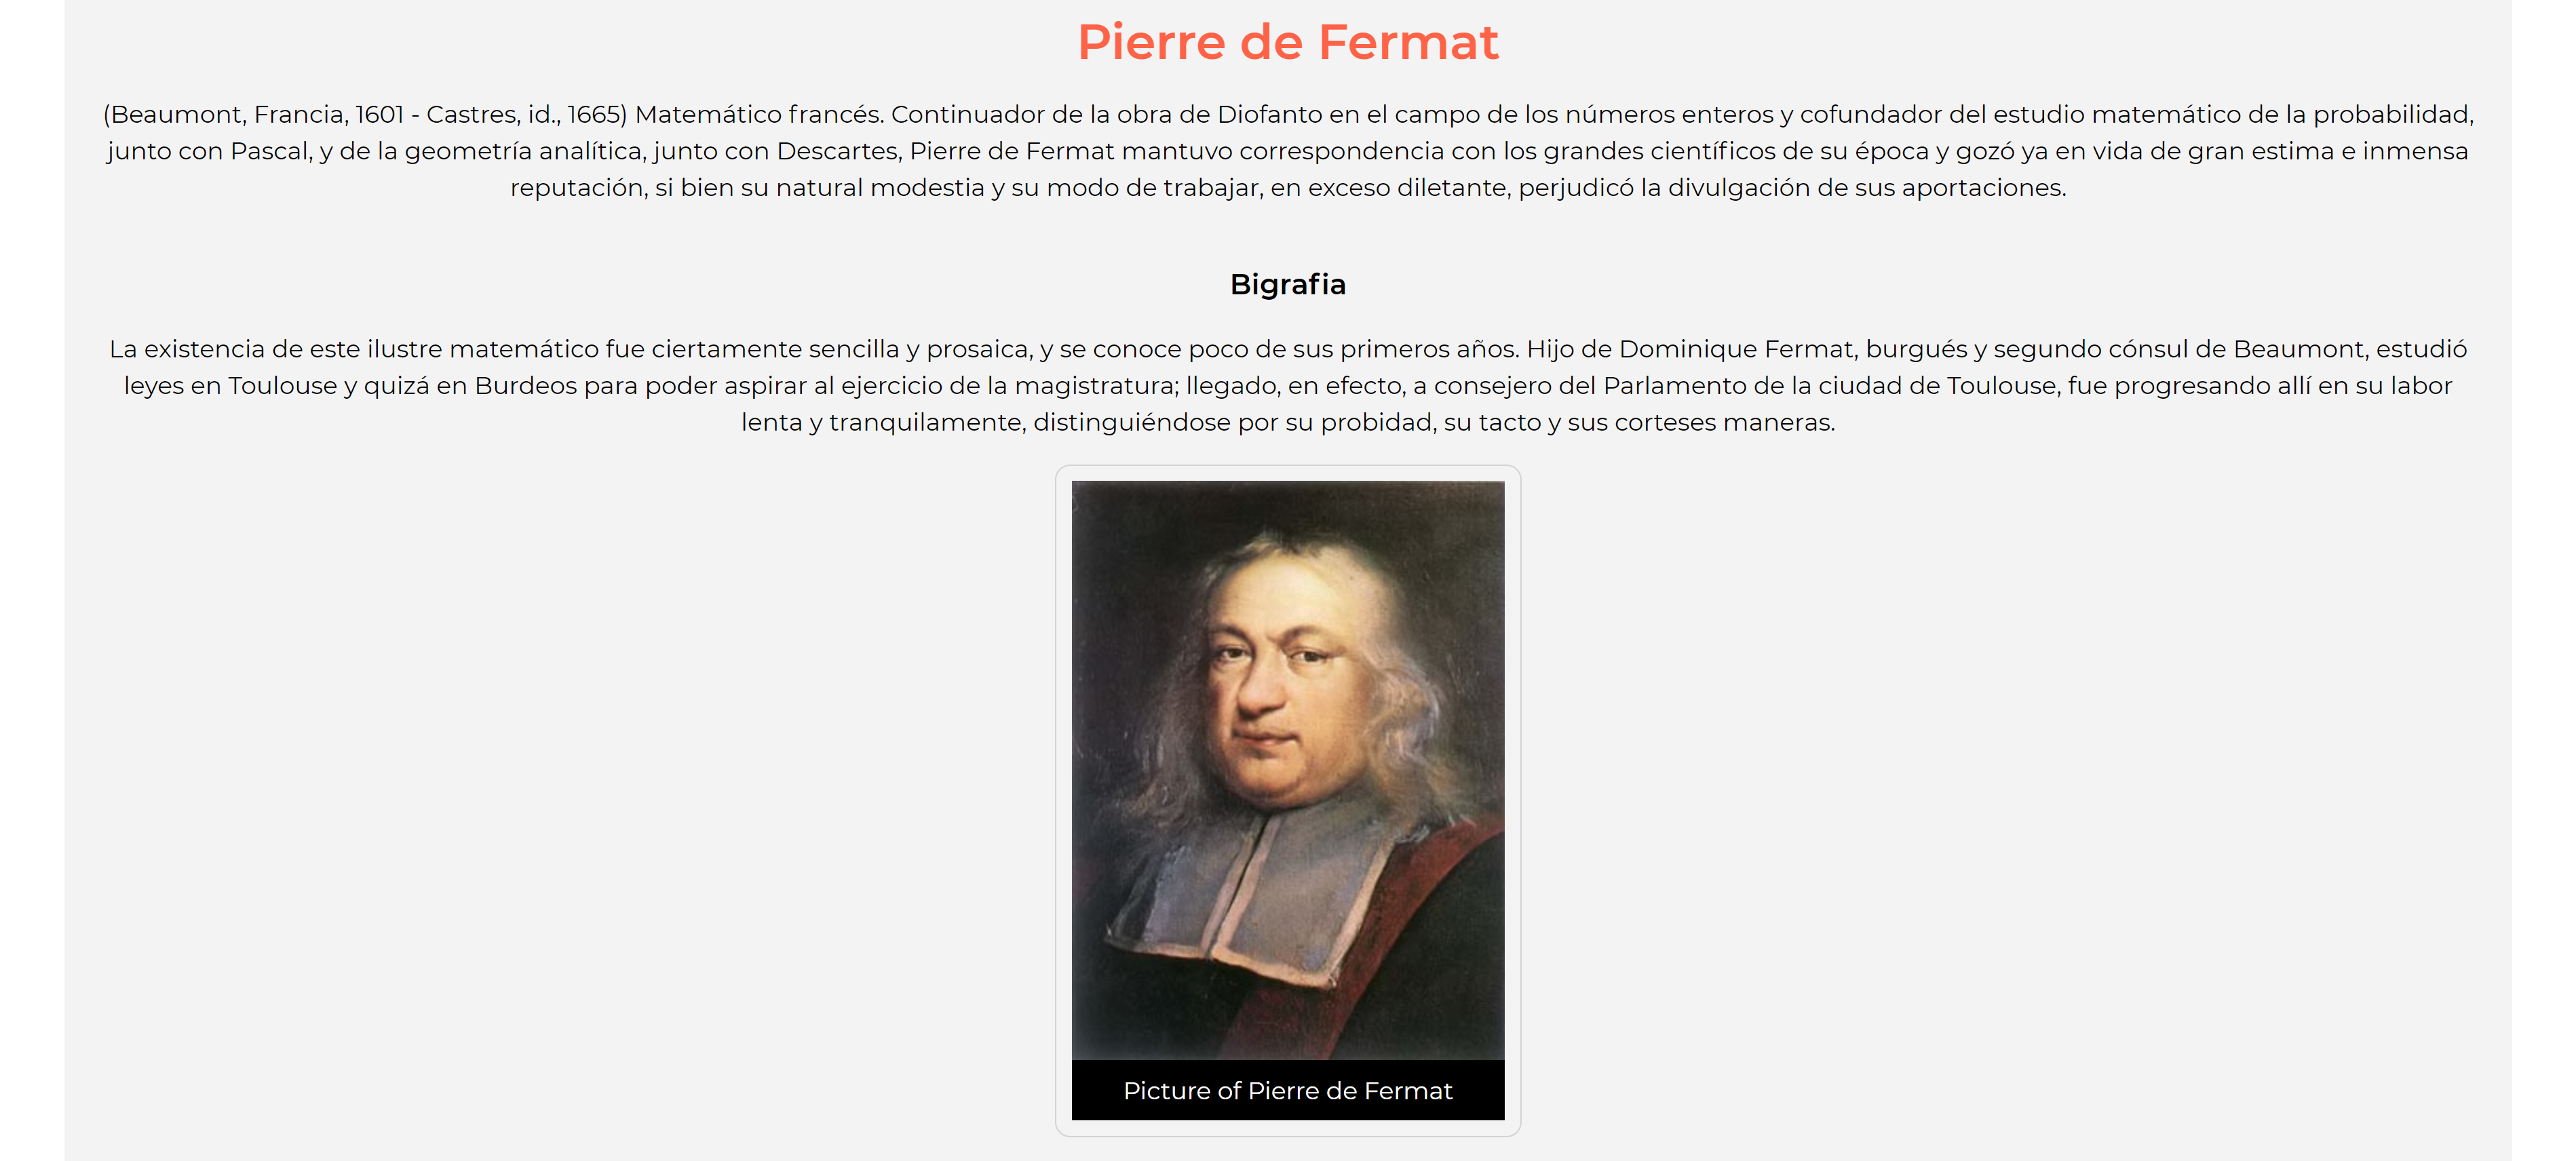 Pierre de Fermat
(Beaumont, Francia, 1601 - Castres, id., 1665) Matemático francés. Continuador de la obra de Diofanto en el campo de los números enteros y cofundador del estudio matemático de la probabilidad,
junto con Pascal, y de la geometría analítica, junto con Descartes, Pierre de Fermat mantuvo correspondencia con los grandes científicos de su época y gozó ya en vida de gran estima e inmensa
reputación, si bien su natural modestia y su modo de trabajar, en exceso diletante, perjudicó la divulgación de sus aportaciones.
Bigrafia
La existencia de este ilustre matemático fue ciertamente sencilla y prosaica, y se conoce poco de sus primeros años. Hijo de Dominique Fermat, burgués y segundo cónsul de Beaumont, estudió
leyes en Toulouse y quizá en Burdeos para poder aspirar al ejercicio de la magistratura; llegado, en efecto, a consejero del Parlamento de la ciudad de Toulouse, fue progresando allí en su labor
lenta y tranquilamente, distinguiéndose por su probidad, su tacto y sus corteses maneras.
Picture of Pierre de Fermat